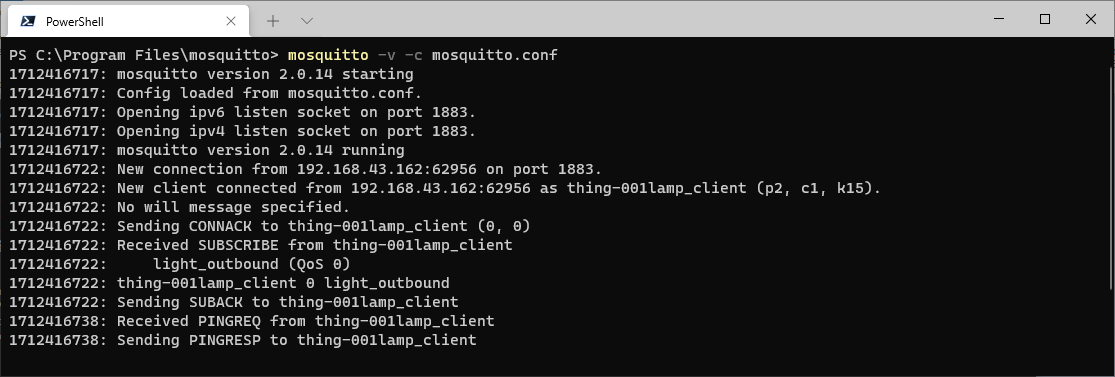 PowerShell
PS C:\Program Files\mosquitto> mosquitto -v -c mosquitto.conf
1712416717: mosquitto version 2.0.14 starting
1712416717: Config loaded from mosquitto.conf.
1712416717: Opening ipv6 listen socket on port 1883.
1712416717: Opening ipv4 listen socket on port 1883.
1712416717: mosquitto version 2.0.14 running
1712416722: New connection from 192.168.43.162:62956 on port 1883.
1712416722: New client connected from 192.168.43.162:62956 as thing-001lamp_client (p2, c1, k15).
1712416722: No will message specified.
1712416722: Sending CONNACK to thing-001lamp_client (0, 0)
1712416722: Received SUBSCRIBE from thing-001lamp_client
1712416722:     light_outbound (QoS 0)
1712416722: thing-001lamp_client 0 light_outbound
1712416722: Sending SUBACK to thing-001lamp_client
1712416738: Received PINGREQ from thing-001lamp_client
1712416738: Sending PINGRESP to thing-001lamp_client